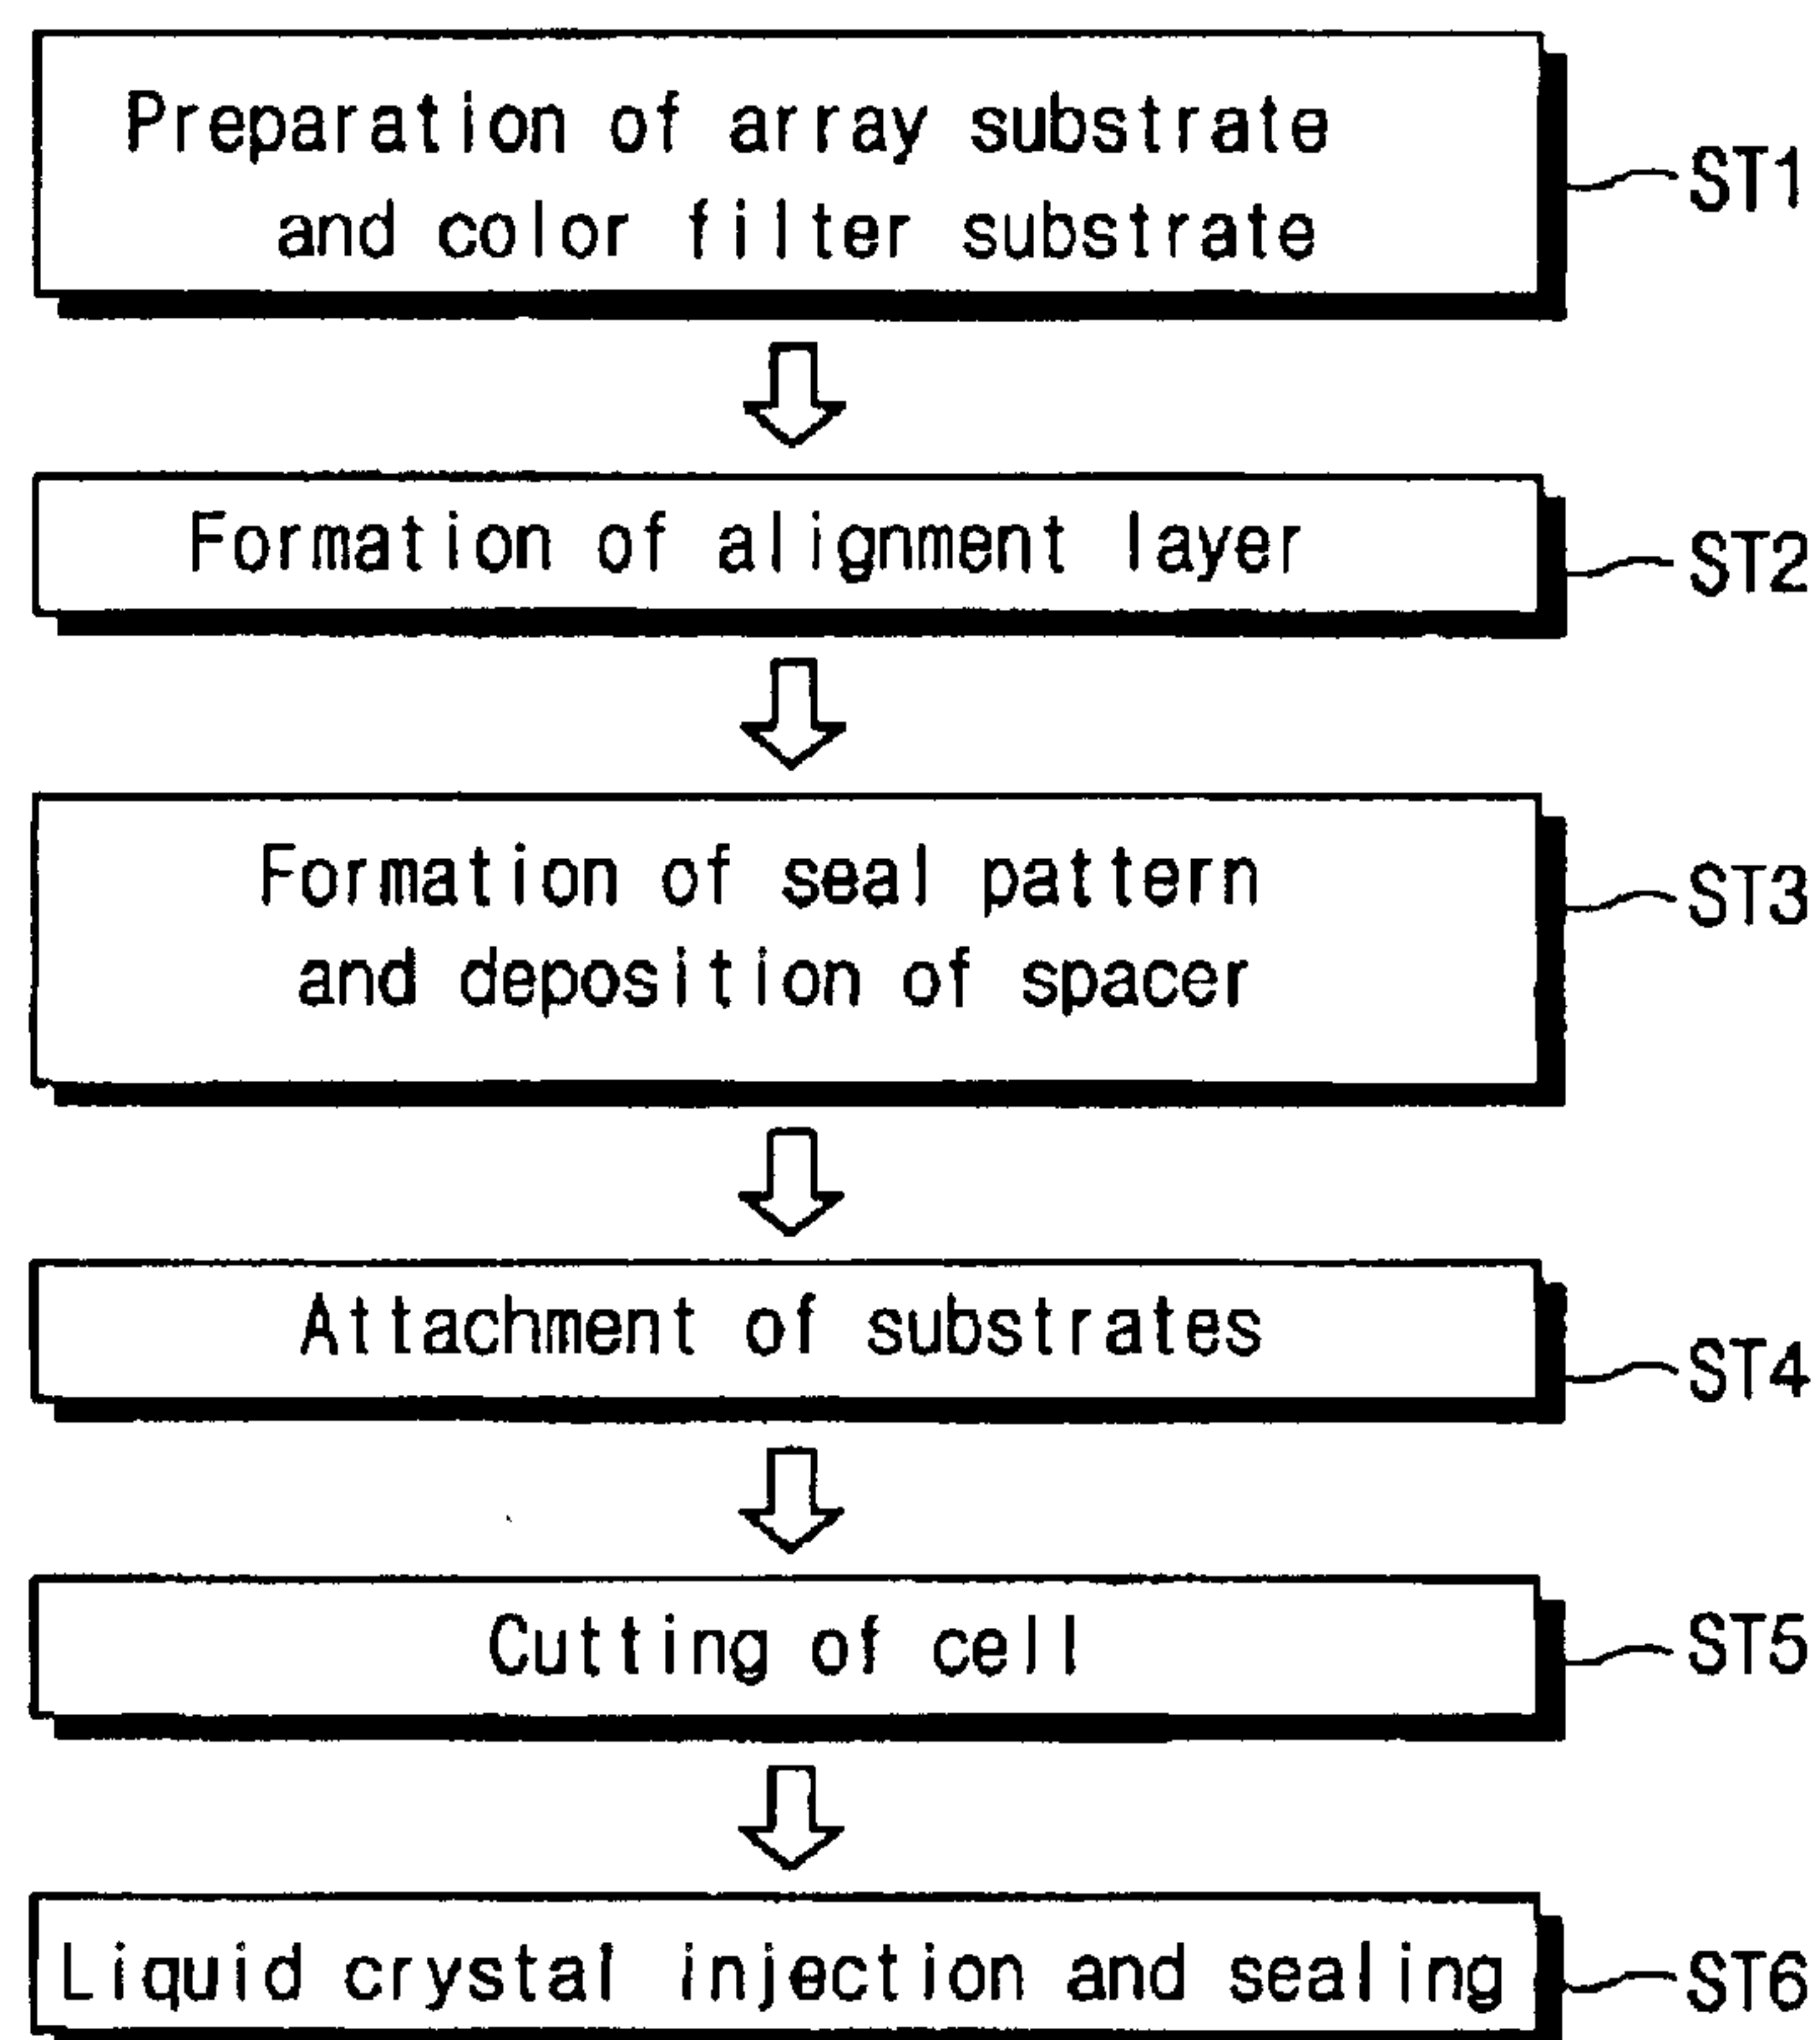 Preparation of array substrate
and color filter substrate
ST1
Formation of alignment layer
ST2
Formation of seal pattern
and deposition of spacer
ST3
Attachment of substrates
ST4
Cutting of cell
ST5
Liquid crystal injection and sealing
ST6